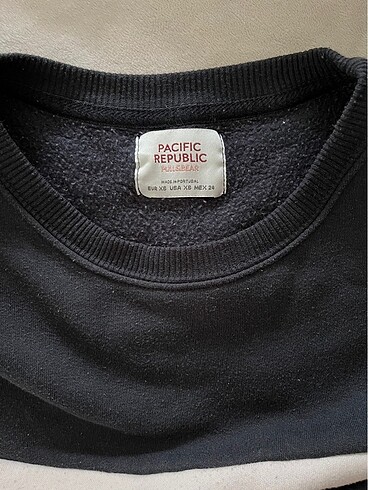 PACIFIC
REPUBLIC
PULL&BEAR
MADE IN PORTUGAL
EUR XS USA XS MEX 24